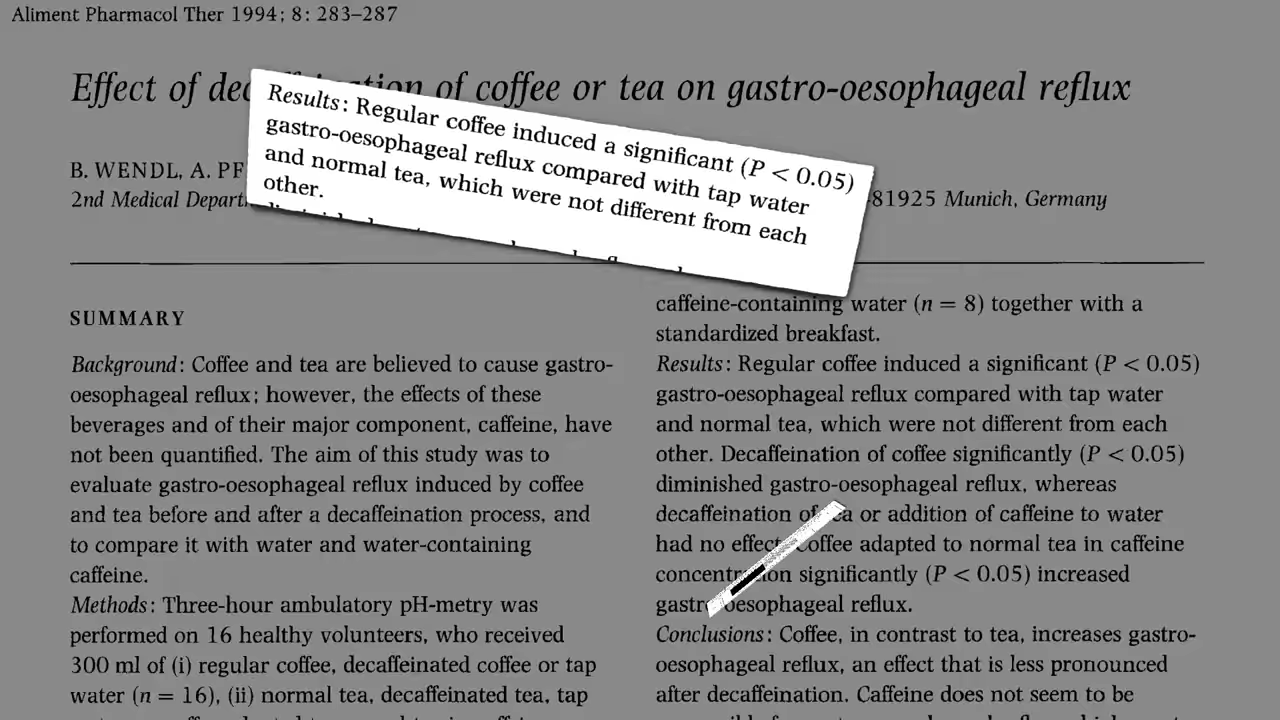 Aliment Pharmacol Ther 1994; 8: 283–287
Effect of of coffee or tea on gastro-oesophageal reflux
Results: Regular coffee induced a significant (P < 0.05)
gastro-oesophageal reflux compared with tap water
and normal tea, which were not different from each
other.
B. WENDL, A.
2nd Medical -81925 Munich, Germany
SUMMARY
Background: Coffee and tea are believed to cause gastro-
oesophageal reflux; however, the effects of these
beverages and of their major component, caffeine, have
not been quantified. The aim of this study was to
evaluate gastro-oesophageal reflux induced by coffee
and tea before and after a decaffeination process, and
to compare it with water and water-containing
caffeine.
Methods: Three-hour ambulatory pH-metry was
performed on 16 healthy volunteers, who received
300 ml of (i) regular coffee, decaffeinated coffee or tap
water (n = 16), (ii) normal tea, decaffeinated tea, tap
caffeine-containing water (n = 8) together with a
standardized breakfast.
Results: Regular coffee induced a significant (P < 0.05)
gastro-oesophageal reflux compared with tap water
and normal tea, which were not different from each
other. Decaffeination of coffee significantly (P < 0.05)
diminished gastro-oesophageal reflux, whereas
decaffeination of tea or addition of caffeine to water
had no effect. Coffee adapted to normal tea in caffeine
concentration significantly (P < 0.05) increased
gastro-oesophageal reflux.
Conclusions: Coffee, in contrast to tea, increases gastro-
oesophageal reflux, an effect that is less pronounced
after decaffeination. Caffeine does not seem to be